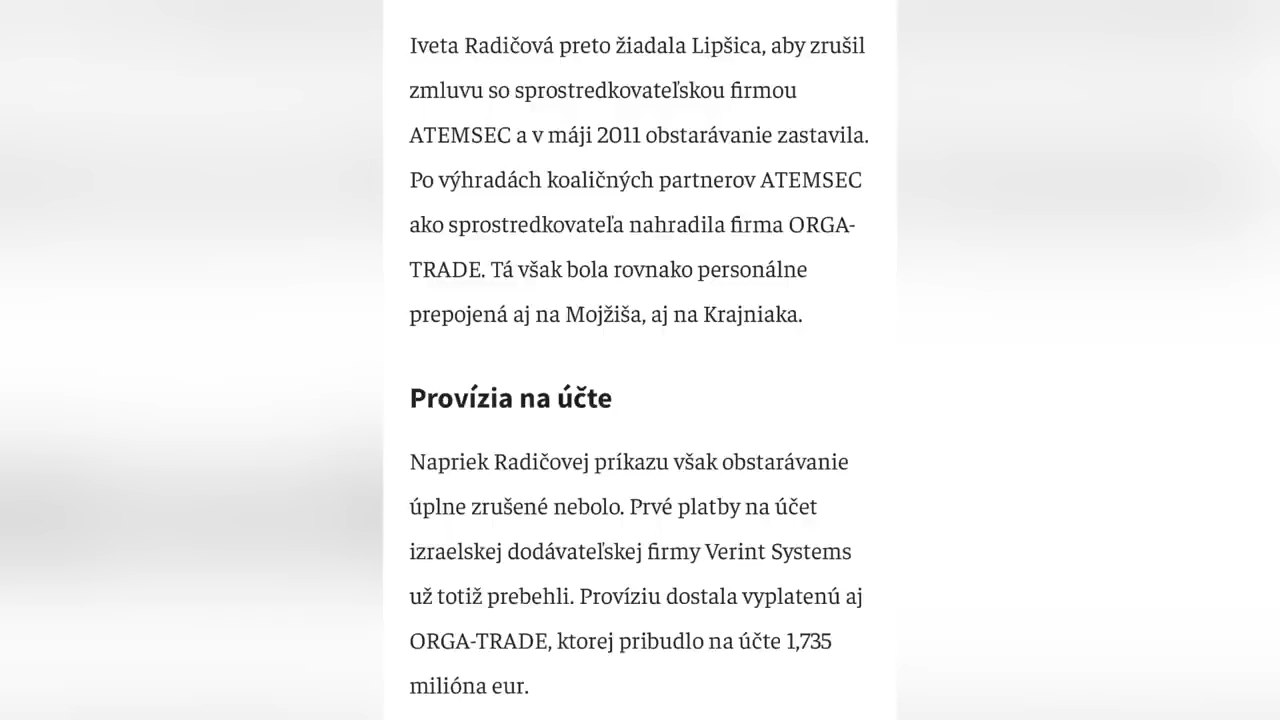 Iveta Radičová preto žiadala Lipšica, aby zrušil
zmluvu so sprostredkovateľskou firmou
ATEMSEC a v máji 2011 obstarávanie zastavila.
Po výhradách koaličných partnerov ATEMSEC
ako sprostredkovateľa nahradila firma ORGA-
TRADE. Tá však bola rovnako personálne
prepojená aj na Mojžiša, aj na Krajniaka.
Provízia na účte
Napriek Radičovej príkazu však obstarávanie
úplne zrušené nebolo. Prvé platby na účet
izraelskej dodávateľskej firmy Verint Systems
už totiž prebehli. Províziu dostala vyplatenú aj
ORGA-TRADE, ktorej pribudlo na účte 1,735
milióna eur.